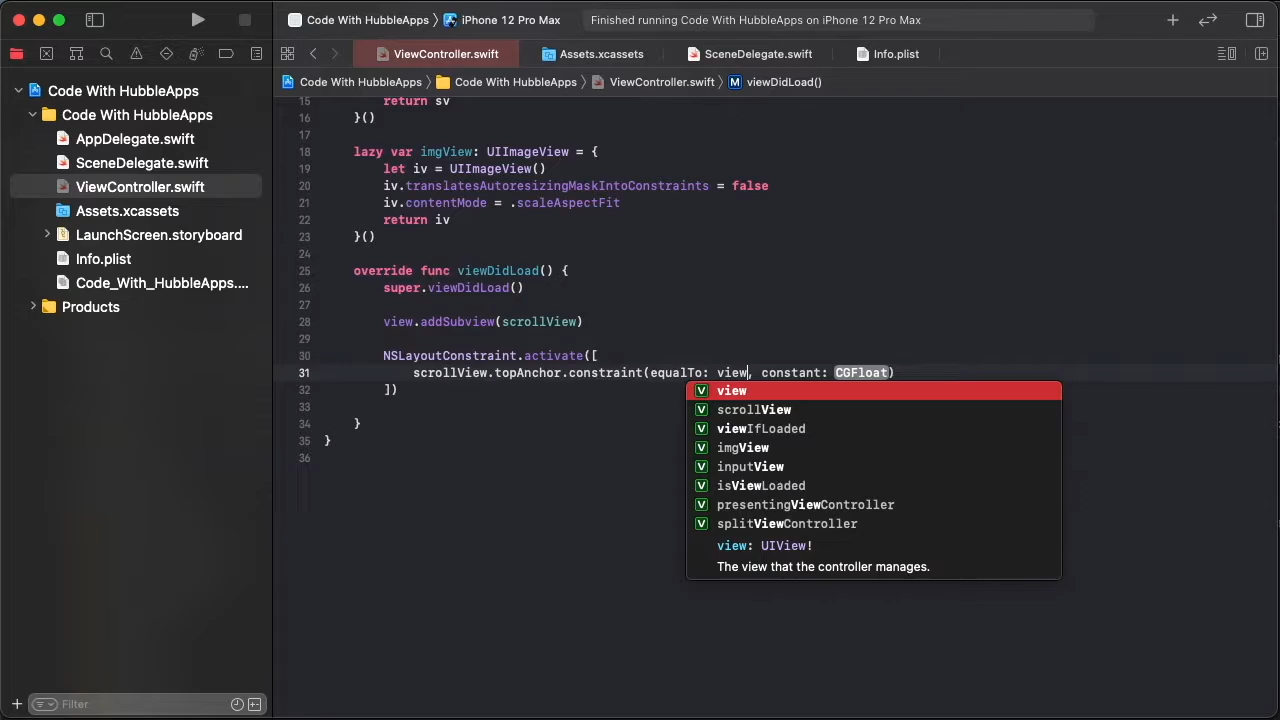 Code With HubbleApps
iPhone 12 Pro Max
Finished running Code With HubbleApps on iPhone 12 Pro Max
ViewController.swift
Assets.xcassets
SceneDelegate.swift
Info.plist
Code With HubbleApps
Code With HubbleApps
ViewController.swift
M viewDidLoad()
Code With HubbleApps
Code With HubbleApps
AppDelegate.swift
SceneDelegate.swift
ViewController.swift
Assets.xcassets
LaunchScreen.storyboard
Info.plist
Code_With_HubbleApps....
Products
Filter
15 return sv
16 }()
17
18 lazy var imgView: UIImageView = {
19 let iv = UIImageView()
20 iv.translatesAutoresizingMaskIntoConstraints = false
21 iv.contentMode = .scaleAspectFit
22 return iv
23 }()
24
25 override func viewDidLoad() {
26 super.viewDidLoad()
27
28 view.addSubview(scrollView)
29
30 NSLayoutConstraint.activate([
31 scrollView.topAnchor.constraint(equalTo: view, constant: CGFloat)
32 ])
33
34 }
35 }
36
V view
V scrollView
V viewIfLoaded
V imgView
V inputView
V isViewLoaded
V presentingViewController
V splitViewController
view: UIView!
The view that the controller manages.